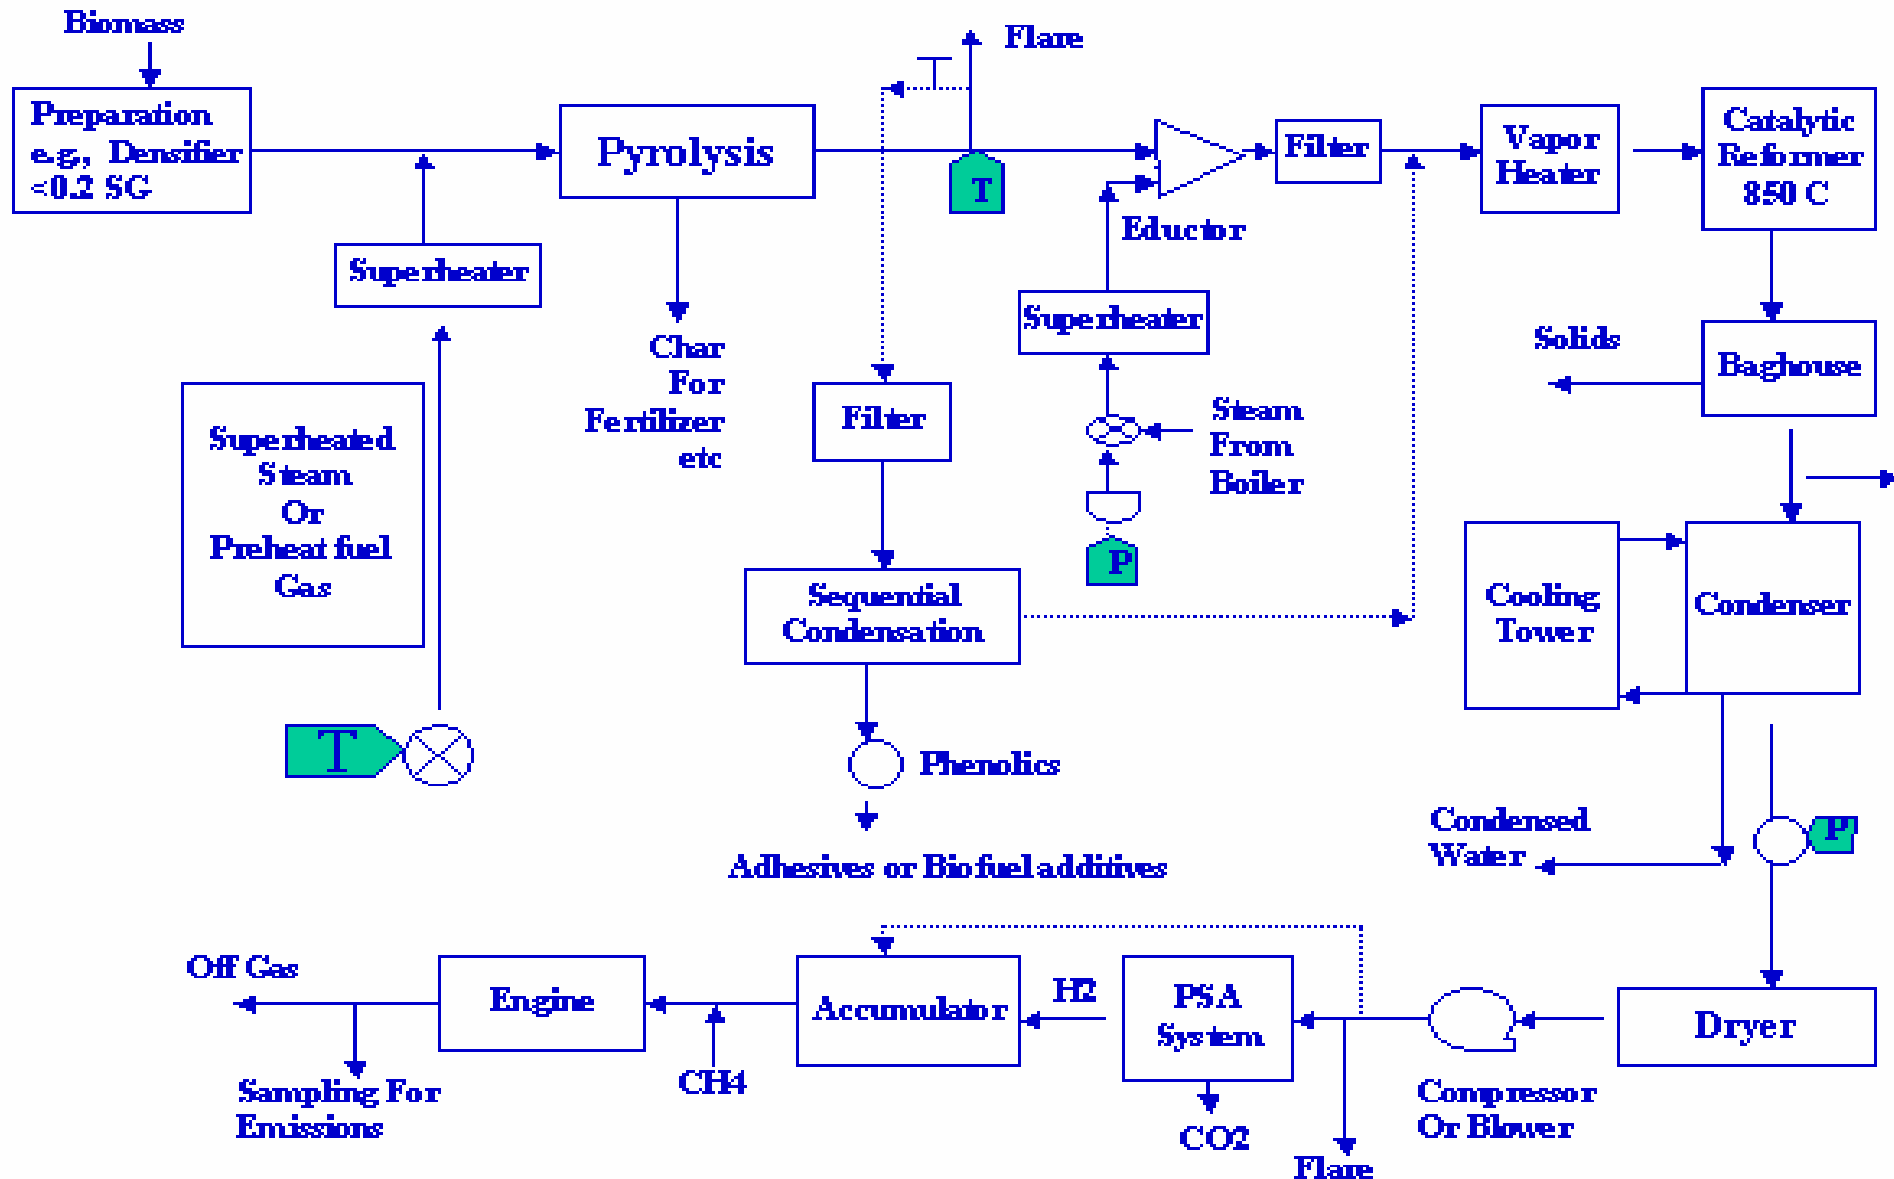 Biomass
Preparation
e.g., Densifier
<0.2 SG
Superheater
Superheated
Steam
Or
Preheat fuel
Gas
T
Pyrolysis
Char
For
Fertilizer
etc
T
Flare
T
Filter
Sequential
Condensation
Phenolics
Adhesives or Biofuel additives
Eductor
Superheater
Steam
From
Boiler
P
Filter
Vapor
Heater
Catalytic
Reformer
850 C
Solids
Baghouse
Cooling
Tower
Condenser
Condensed
Water
P
Dryer
Compressor
Or Blower
Flare
PSA
System
CO2
H2
Accumulator
CH4
Engine
Off Gas
Sampling For
Emissions